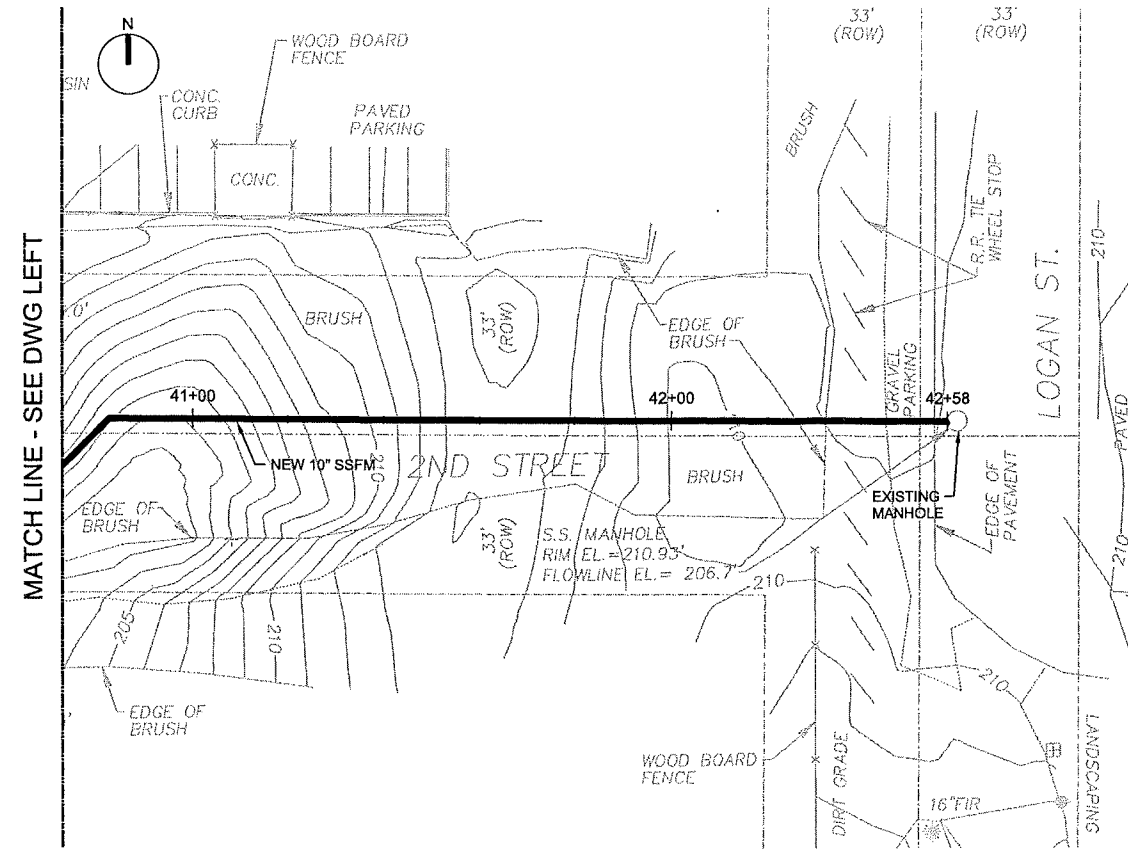 MATCH LINE - SEE DWG LEFT
N
SIN
CONC.
CURB
WOOD BOARD
FENCE
PAVED
PARKING
CONC.
33'
(ROW)
33'
(ROW)
BRUSH
R.R. TIE
WHEEL STOP
LOGAN ST.
210
0'
BRUSH
33'
(ROW)
EDGE OF
BRUSH
GRAVEL
PARKING
PAVED
41+00
42+00
42+58
210
210
NEW 10" SSFM
2ND STREET
BRUSH
EXISTING
MANHOLE
EDGE OF
PAVEMENT
EDGE OF
BRUSH
33'
(ROW)
S.S. MANHOLE
RIM EL.=210.93'
FLOWLINE EL.= 206.7'
210
210
205
210
210
EDGE OF
BRUSH
WOOD BOARD
FENCE
DIRT GRADE
16"FIR
LANDSCAPING